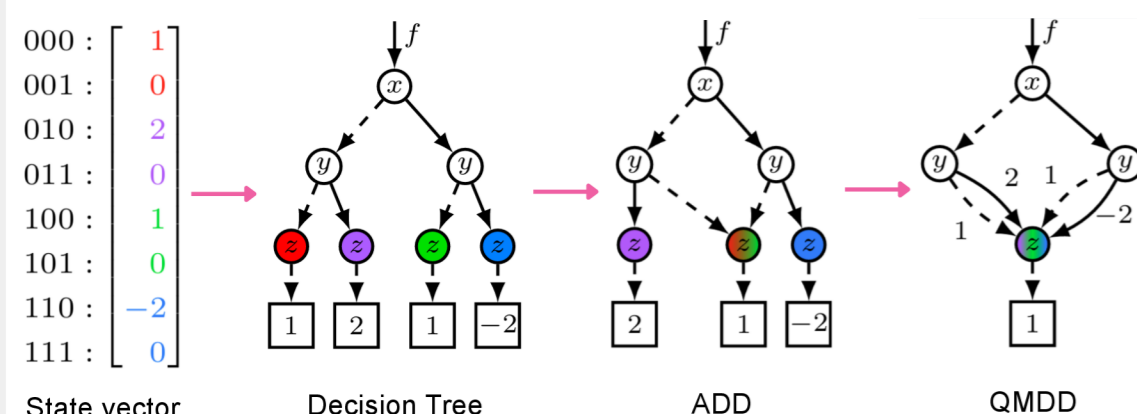 000 : 1
001 : 0
010 : 2
011 : 0
100 : 1
101 : 0
110 : −2
111 : 0
State vector
f
x
y y
z z z z
1 2 1 −2
Decision Tree
f
x
y y
z z z
2 1 −2
ADD
f
x
y y
2 1
1 −2
z
1
QMDD